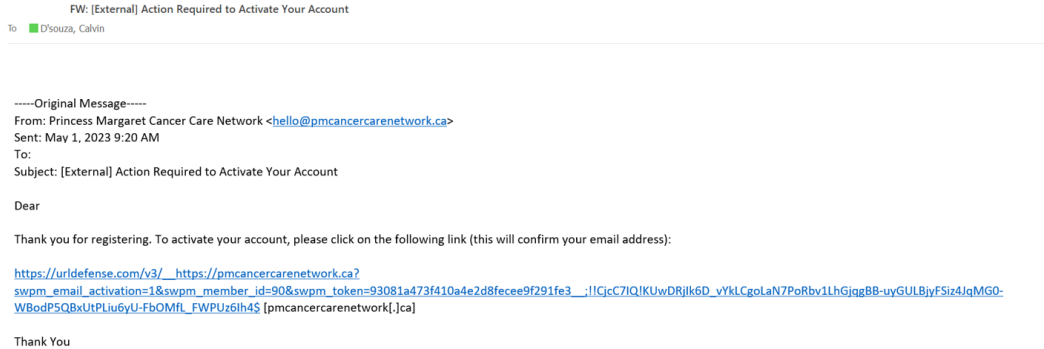 FW: [External] Action Required to Activate Your Account
To D'souza, Calvin
-----Original Message-----
From: Princess Margaret Cancer Care Network <hello@pmcancercarenetwork.ca>
Sent: May 1, 2023 9:20 AM
To:
Subject: [External] Action Required to Activate Your Account
Dear
Thank you for registering. To activate your account, please click on the following link (this will confirm your email address):
https://urldefense.com/v3/__https://pmcancercarenetwork.ca?
swpm_email_activation=1&swpm_member_id=90&swpm_token=93081a473f410a4e2d8fecee9f291fe3__;!!CjcC7IQ!KUwDRjlk6D_vYkLCgoLaN7PoRbv1LhGjqgBB-uyGULBjyFSiz4JqMG0-
WBodP5QBxUtPLiu6yU-FbOMfL_FWPUz6Ih4$ [pmcancercarenetwork[.]ca]
Thank You